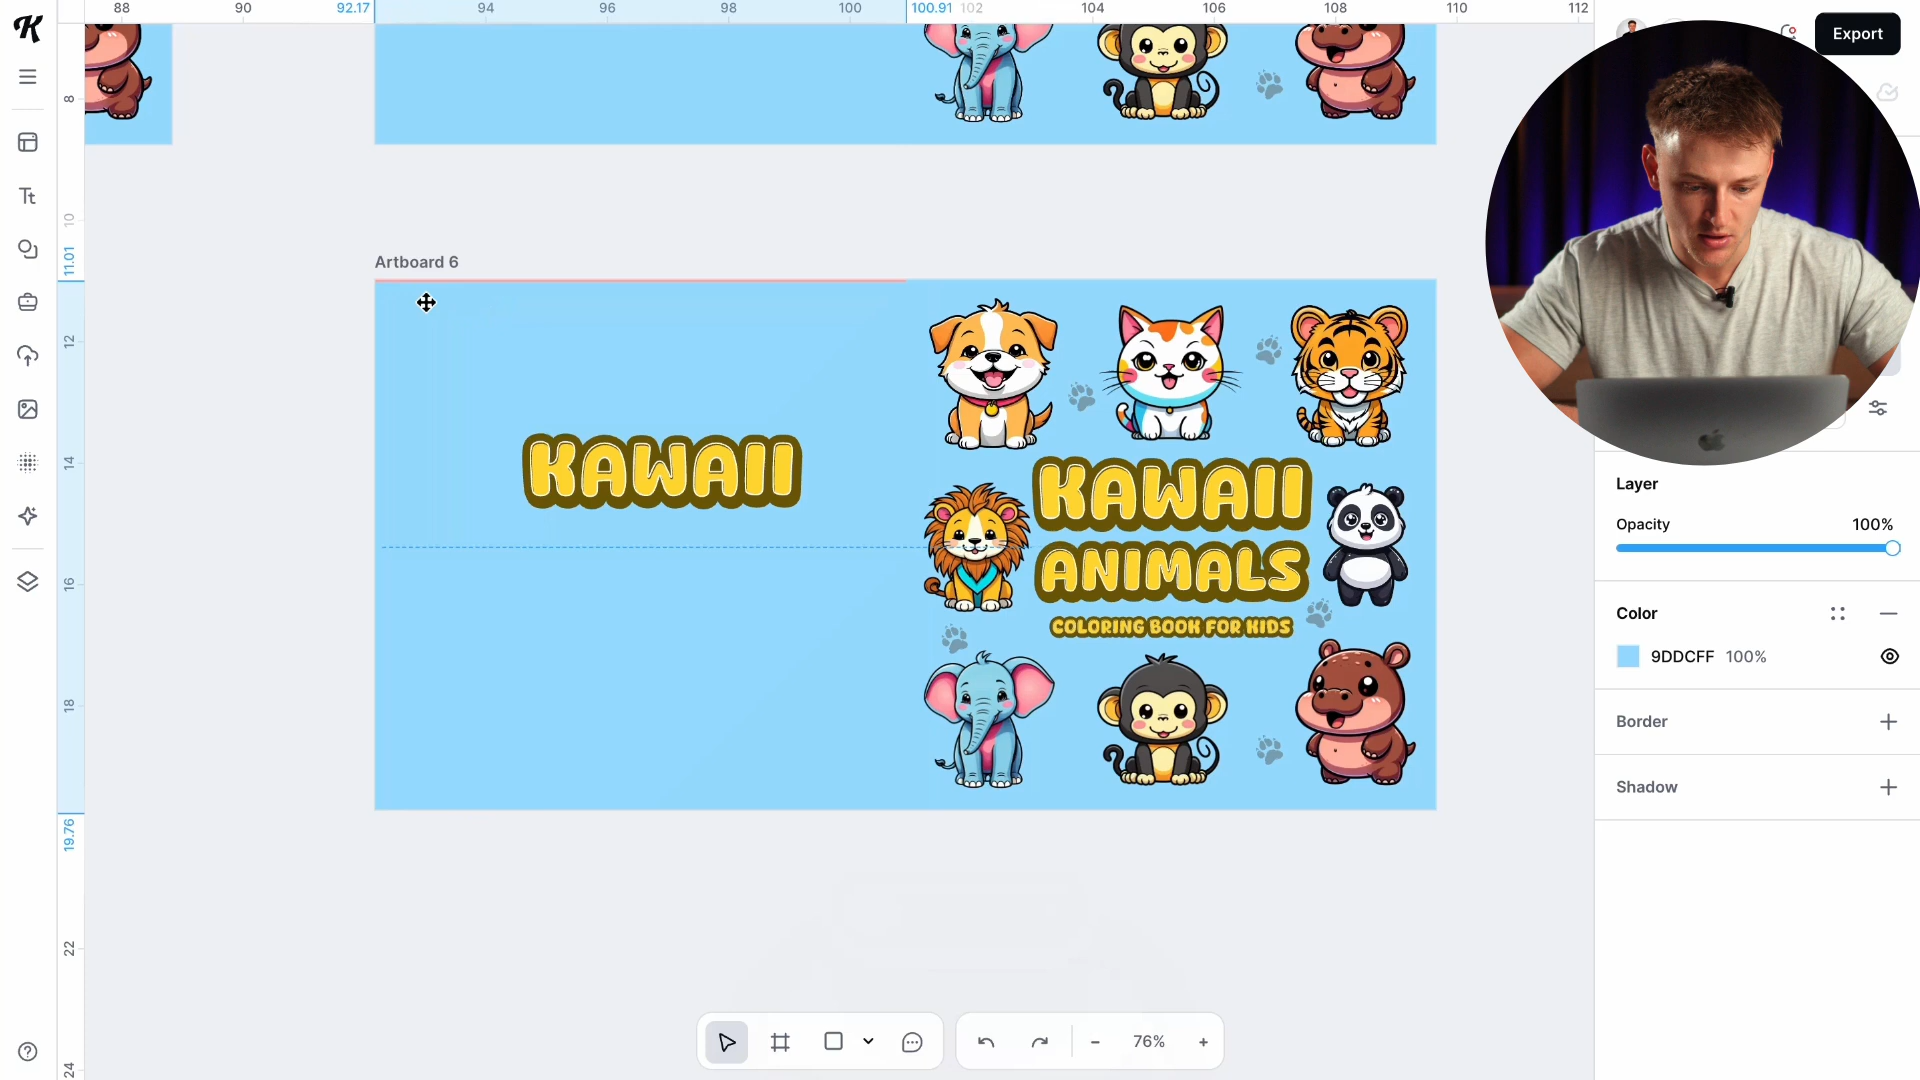 88 90 92.17 94 96 98 100 100.91 102 104 106 108 110 112
Export
8
10
11.01
12
14
16
18
19.76
22
24
Artboard 6
KAWAII
KAWAII
ANIMALS
COLORING BOOK FOR KIDS
Layer
Opacity 100%
Color
9DDCFF 100%
Border
Shadow
76%
Tt